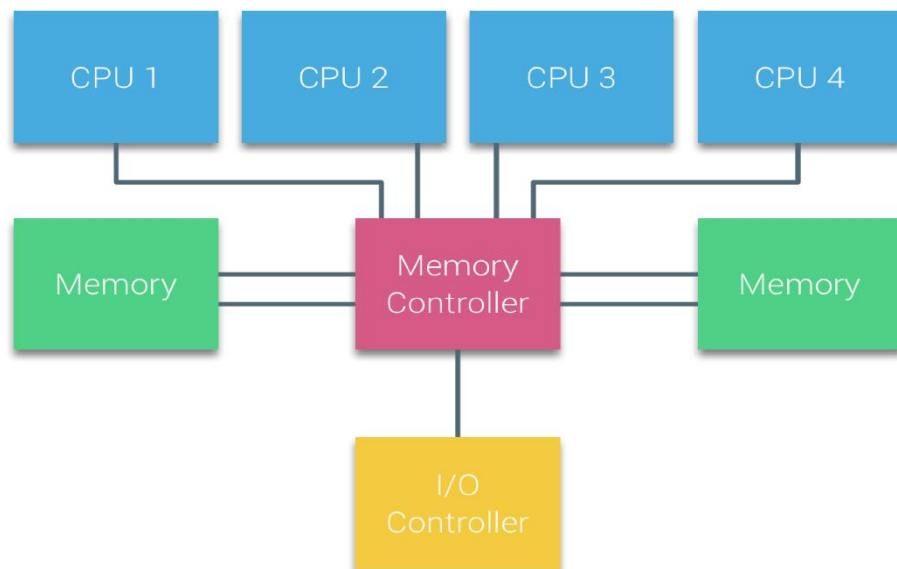 CPU 1
CPU 2
CPU 3
CPU 4
Memory
Memory
Controller
Memory
I/O
Controller